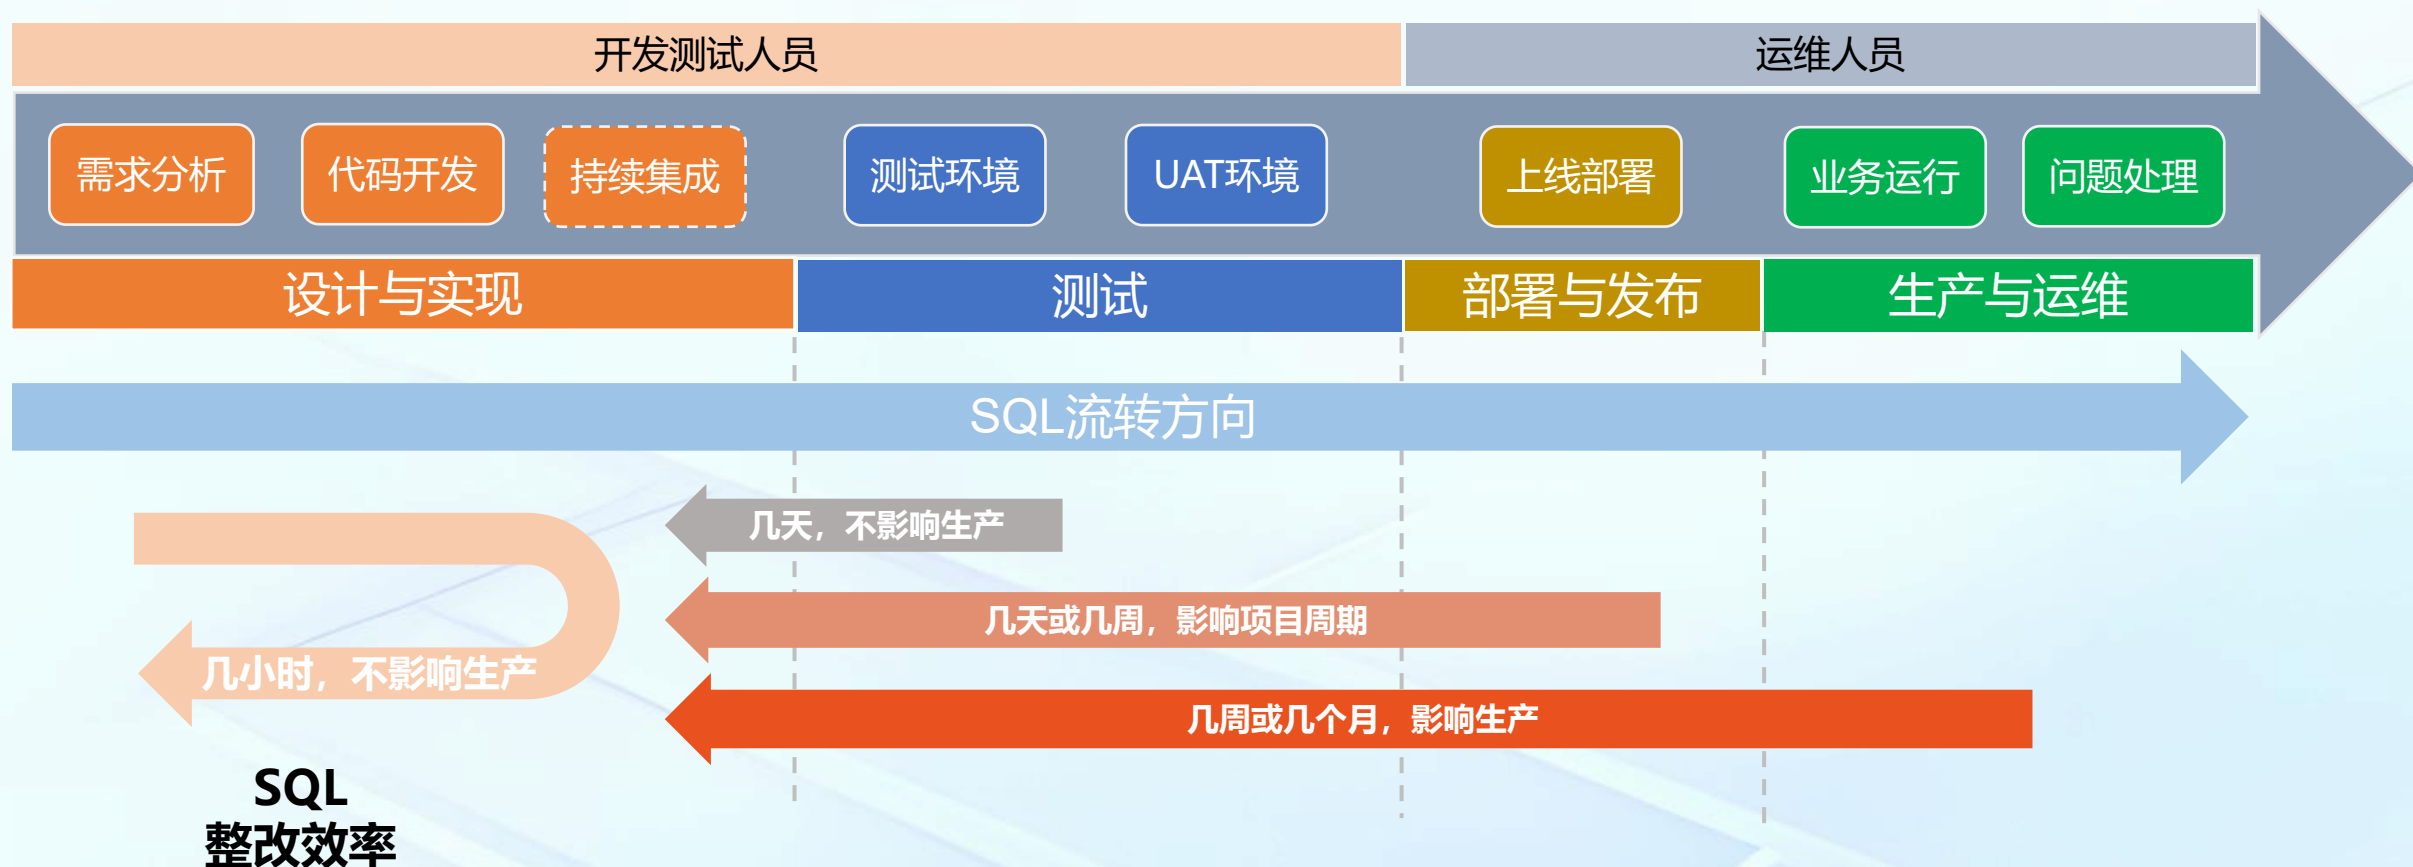 开发测试人员
运维人员
需求分析
代码开发
持续集成
测试环境
UAT环境
上线部署
业务运行
问题处理
设计与实现
测试
部署与发布
生产与运维
SQL流转方向
几天，不影响生产
几天或几周，影响项目周期
几小时，不影响生产
几周或几个月，影响生产
SQL
整改效率